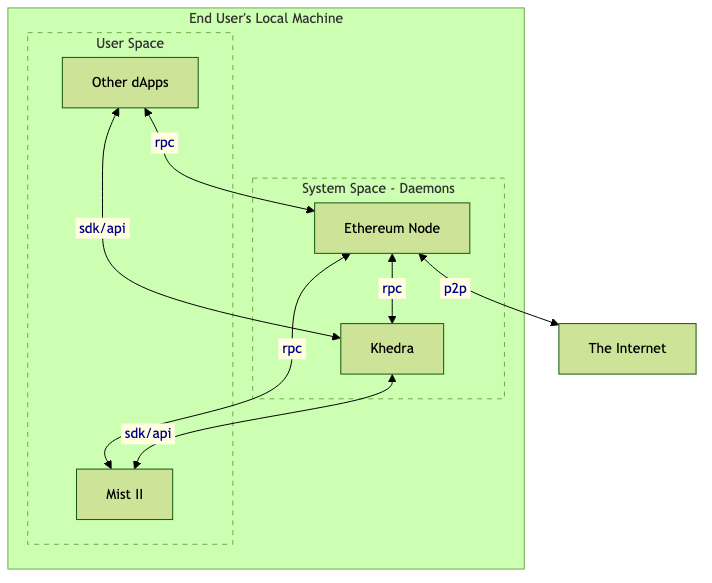 End User's Local Machine
User Space
Other dApps
rpc
System Space - Daemons
sdk/api
Ethereum Node
rpc
p2p
rpc
Khedra
The Internet
sdk/api
Mist II